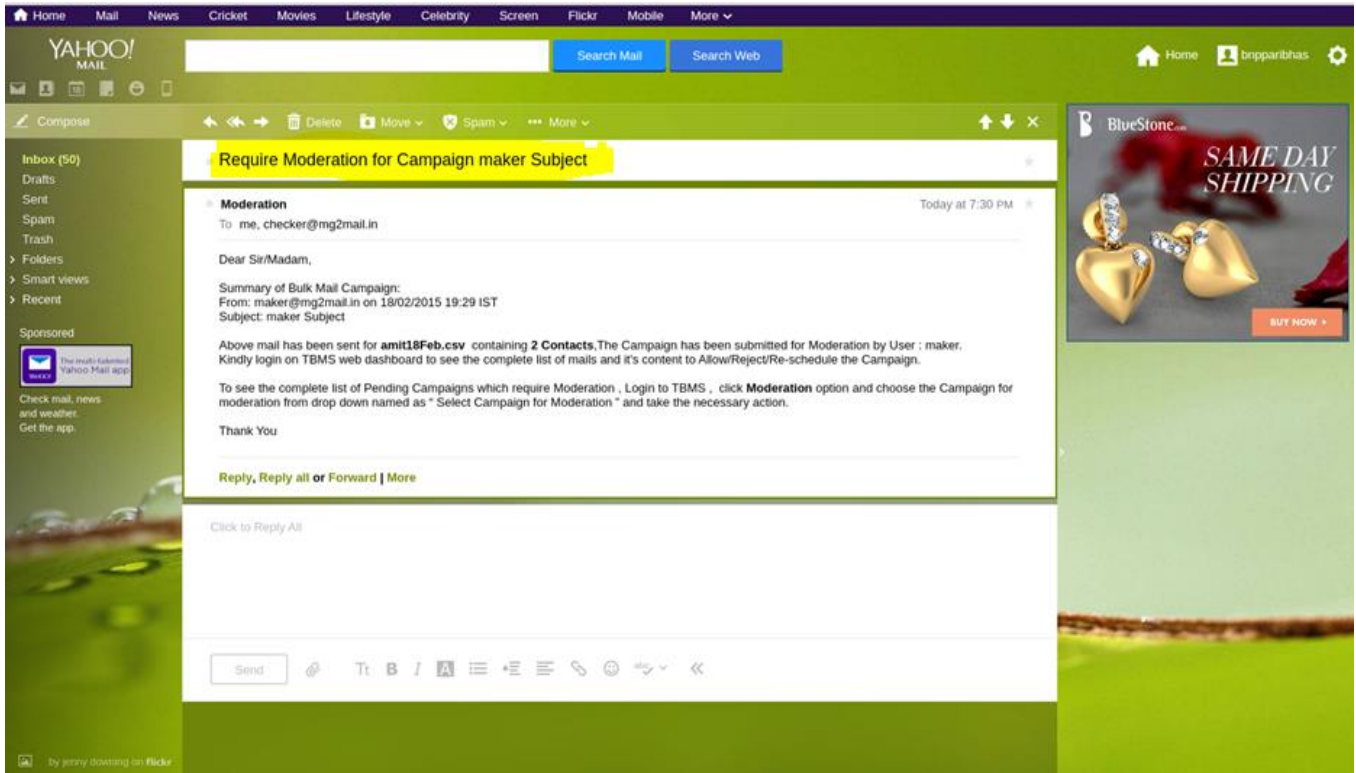 Home Mail News Cricket Movies Lifestyle Celebrity Screen Flickr Mobile More
YAHOO!
MAIL
Search Mail Search Web
Home bnpparibhas
Compose
Delete Move Spam More
Inbox (50)
Drafts
Sent
Spam
Trash
Folders
Smart views
Recent
Sponsored
The multi-talented
Yahoo Mail app
Check mail, news
and weather.
Get the app.
Require Moderation for Campaign maker Subject
Moderation Today at 7:30 PM
To me, checker@mg2mail.in
Dear Sir/Madam,
Summary of Bulk Mail Campaign:
From: maker@mg2mail.in on 18/02/2015 19:29 IST
Subject: maker Subject
Above mail has been sent for amit18Feb.csv containing 2 Contacts,The Campaign has been submitted for Moderation by User : maker.
Kindly login on TBMS web dashboard to see the complete list of mails and it's content to Allow/Reject/Re-schedule the Campaign.
To see the complete list of Pending Campaigns which require Moderation , Login to TBMS , click Moderation option and choose the Campaign for
moderation from drop down named as “ Select Campaign for Moderation ” and take the necessary action.
Thank You
Reply, Reply all or Forward | More
Click to Reply All
Send Tt B I A
BlueStone.com
SAME DAY
SHIPPING
BUY NOW
by jenny downing on flickr